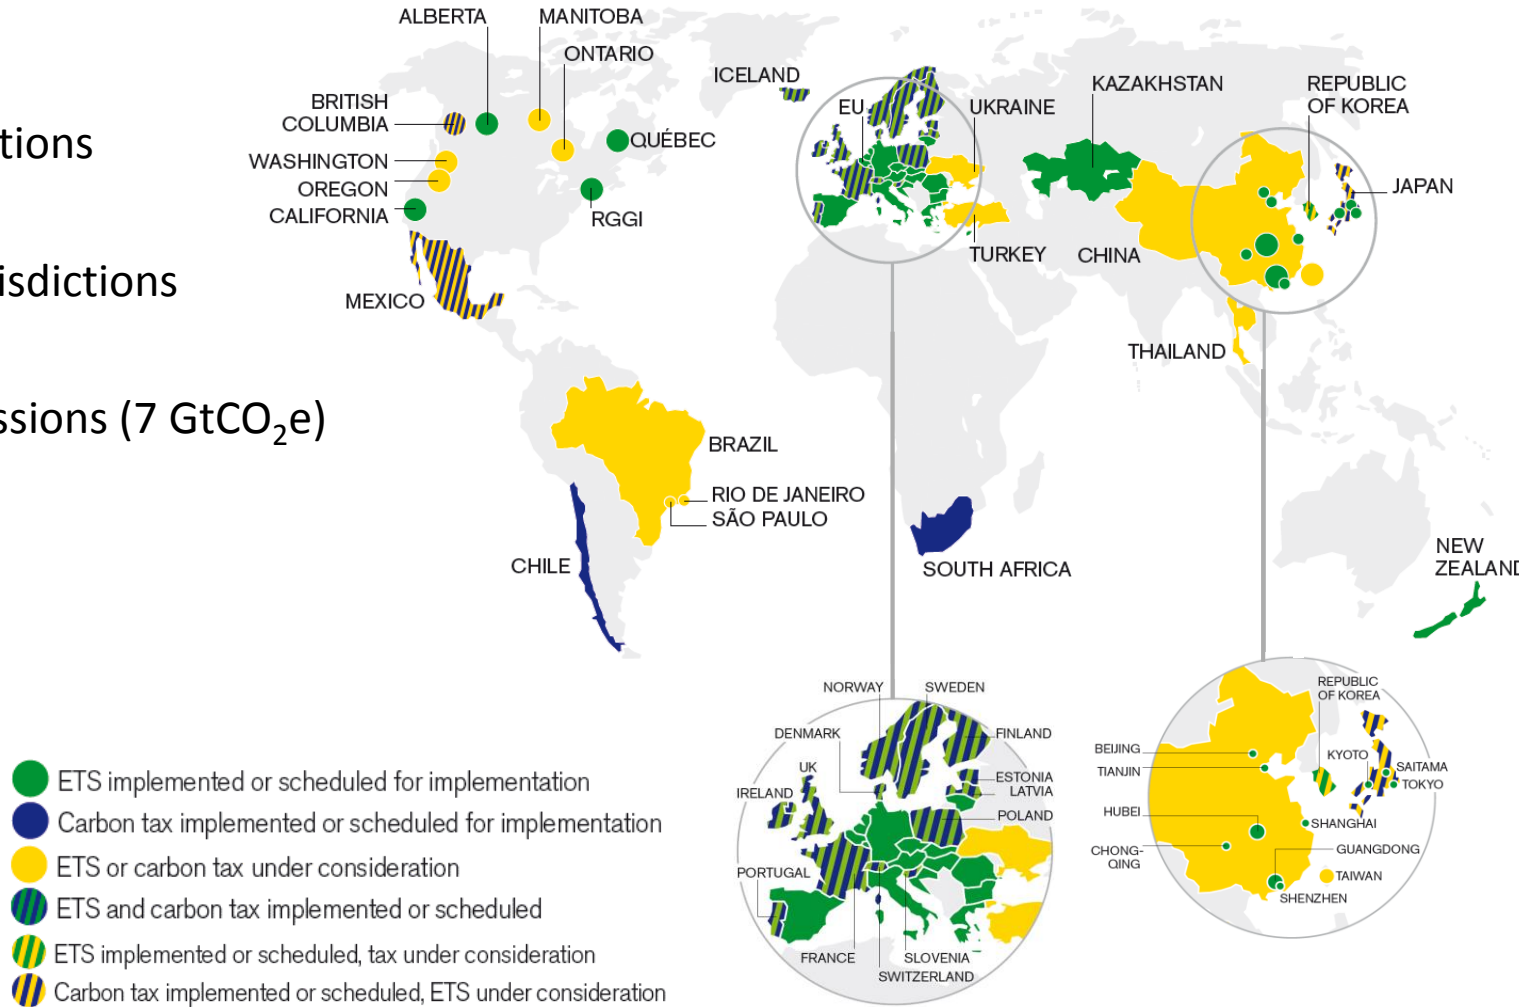 ALBERTA
MANITOBA
ONTARIO
ICELAND
KAZAKHSTAN
REPUBLIC
OF KOREA
BRITISH
COLUMBIA
EU
UKRAINE
tions
QUÉBEC
WASHINGTON
OREGON
CALIFORNIA
RGGI
JAPAN
TURKEY
CHINA
isdictions
MEXICO
THAILAND
ssions (7 GtCO₂e)
BRAZIL
RIO DE JANEIRO
SÃO PAULO
CHILE
SOUTH AFRICA
NEW
ZEALAND
NORWAY
SWEDEN
DENMARK
FINLAND
UK
IRELAND
ESTONIA
LATVIA
POLAND
PORTUGAL
FRANCE
SLOVENIA
SWITZERLAND
REPUBLIC
OF KOREA
BEIJING
TIANJIN
KYOTO
SAITAMA
TOKYO
HUBEI
SHANGHAI
CHONG-
QING
GUANGDONG
TAIWAN
SHENZHEN
ETS implemented or scheduled for implementation
Carbon tax implemented or scheduled for implementation
ETS or carbon tax under consideration
ETS and carbon tax implemented or scheduled
ETS implemented or scheduled, tax under consideration
Carbon tax implemented or scheduled, ETS under consideration